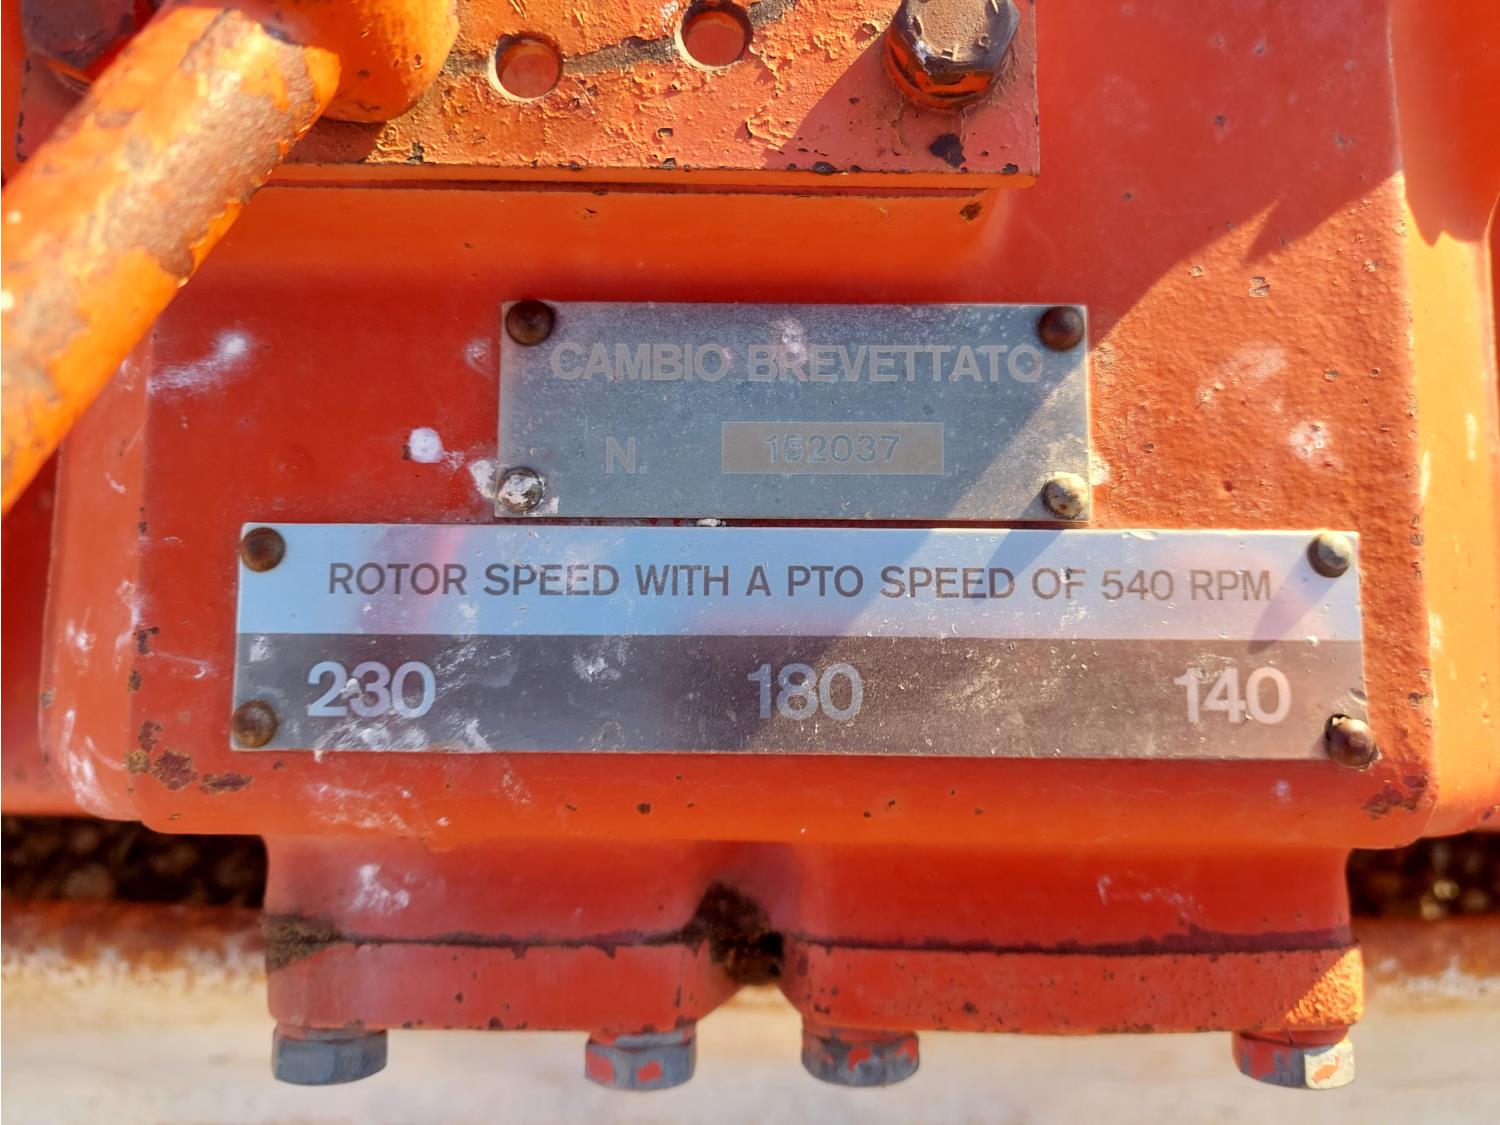 CAMBIO BREVETTATO
N. 152037
ROTOR SPEED WITH A PTO SPEED OF 540 RPM
230 180 140